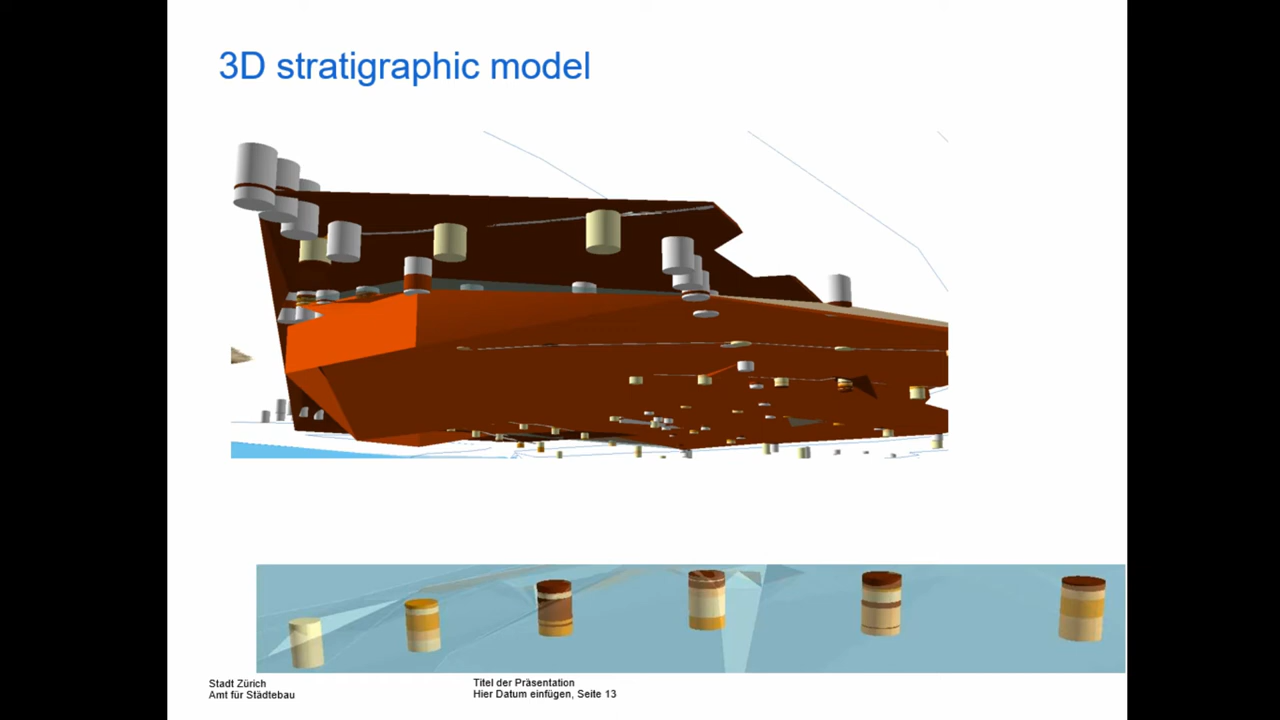 3D stratigraphic model
Stadt Zürich
Amt für Städtebau
Titel der Präsentation
Hier Datum einfügen, Seite 13